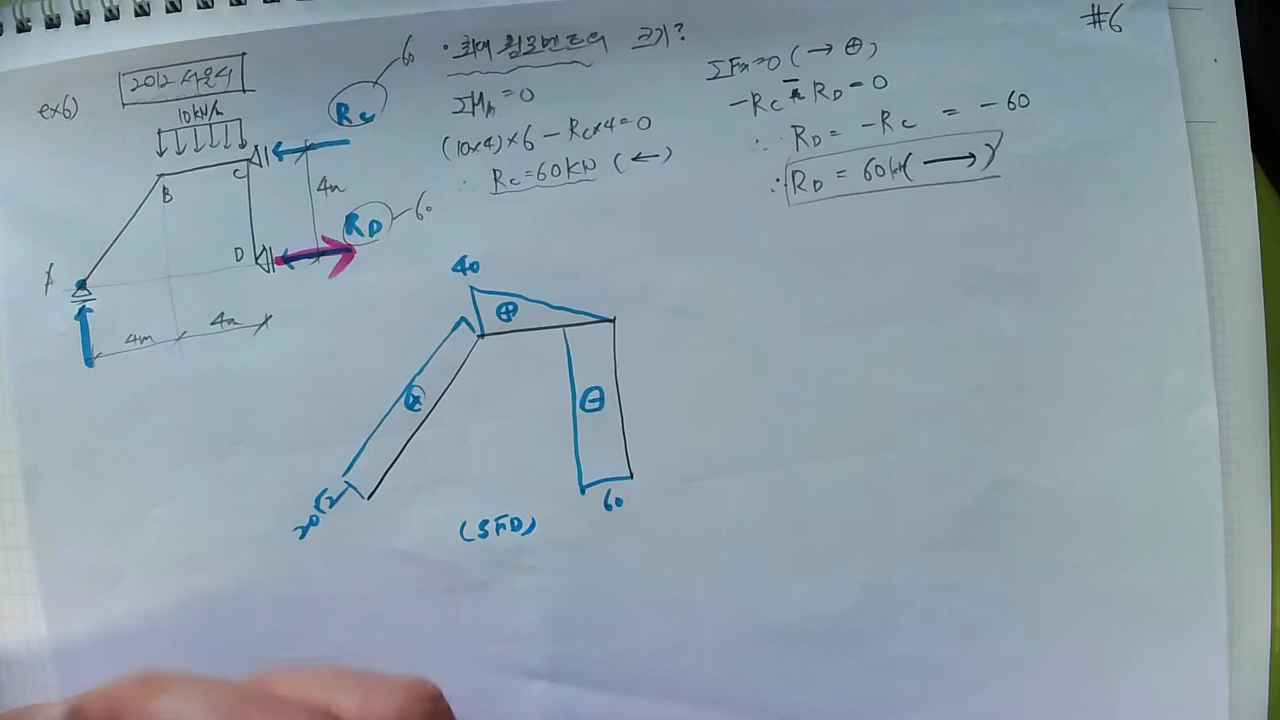 #6
ex6)
2012 서울시
10kN/m
B
C
D
A
4m
4m
4m
Rc
60
RD
60
· 최대 휨모멘트의 크기?
ΣMA=0
(10×4)×6 - Rc×4=0
∴ Rc=60kN (←)
ΣFx=0 (→ ⊕)
-Rc - RD = 0
∴ RD = -Rc = -60
∴ RD = 60kN(→)
40
⊕
⊖
20√2
60
(SFD)